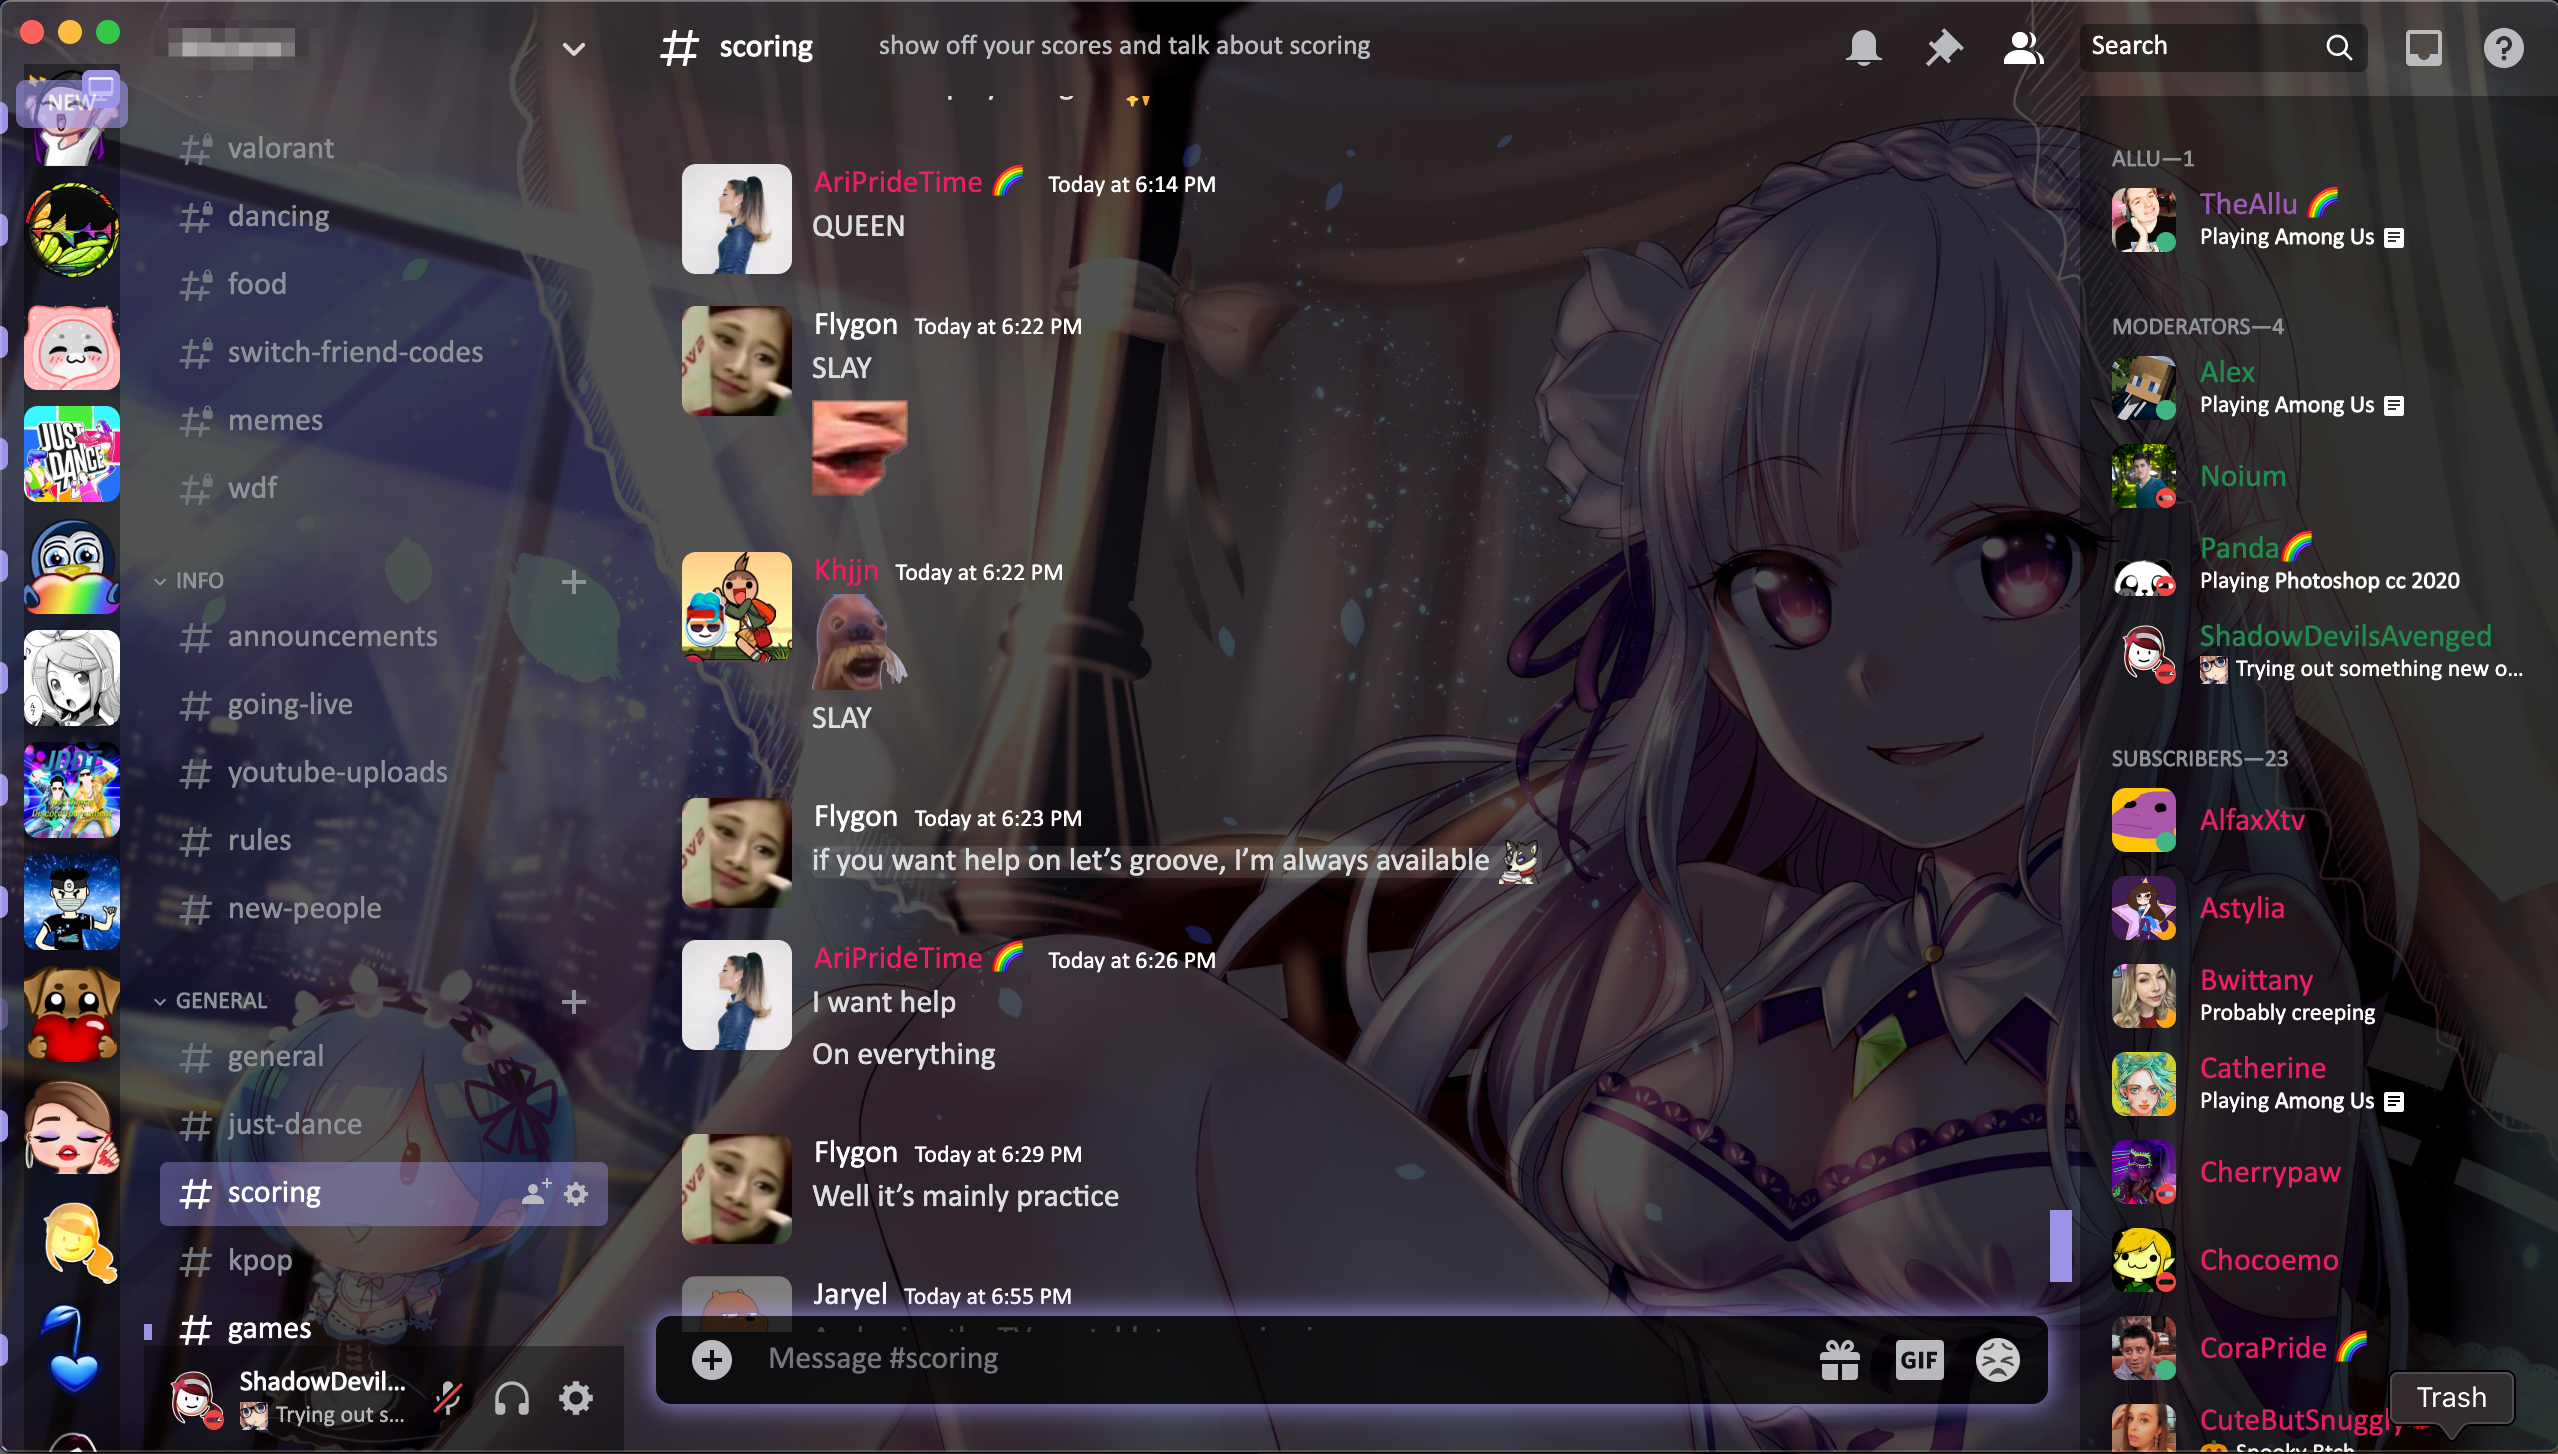 NEW
valorant
dancing
food
switch-friend-codes
memes
wdf
INFO
announcements
going-live
youtube-uploads
rules
new-people
GENERAL
general
just-dance
scoring
kpop
games
ShadowDevil...
Trying out s...
JUST
DANCE
JDDT
scoring
show off your scores and talk about scoring
Search
AriPrideTime 🌈 Today at 6:14 PM
QUEEN
Flygon Today at 6:22 PM
SLAY
Khjjn Today at 6:22 PM
SLAY
Flygon Today at 6:23 PM
if you want help on let’s groove, I’m always available
AriPrideTime 🌈 Today at 6:26 PM
I want help
On everything
Flygon Today at 6:29 PM
Well it’s mainly practice
Jaryel Today at 6:55 PM
Message #scoring
GIF
ALLU—1
TheAllu 🌈
Playing Among Us
MODERATORS—4
Alex
Playing Among Us
Noium
Panda🌈
Playing Photoshop cc 2020
ShadowDevilsAvenged
Trying out something new o...
SUBSCRIBERS—23
AlfaxXtv
Astylia
Bwittany
Probably creeping
Catherine
Playing Among Us
Cherrypaw
Chocoemo
CoraPride 🌈
CuteButSnuggly
Trash